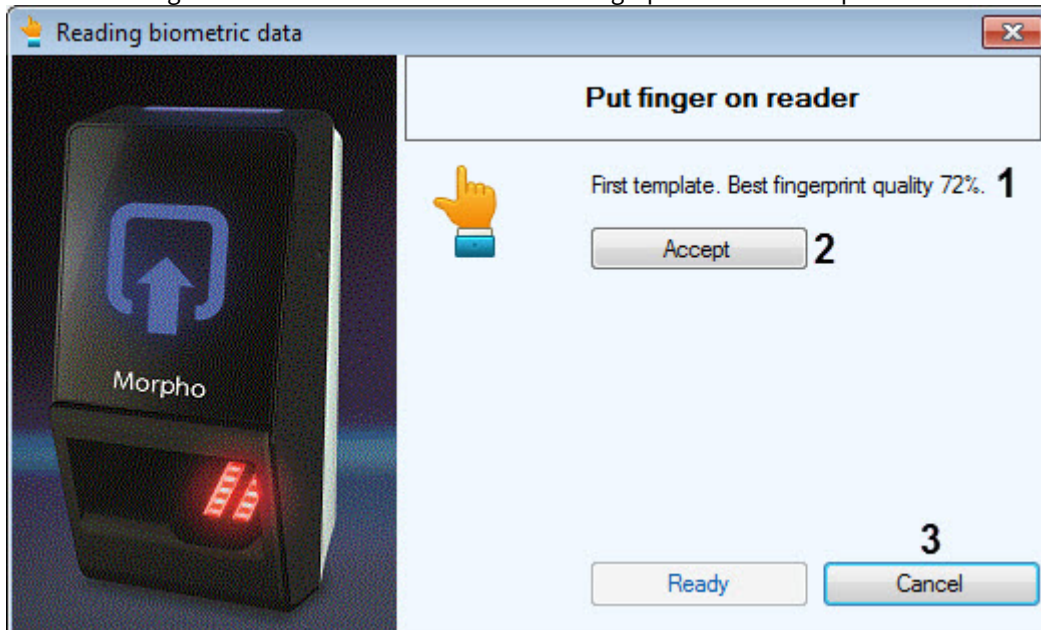 Reading biometric data
Put finger on reader
First template. Best fingerprint quality 72%. 1
Accept 2
Morpho
3
Ready Cancel